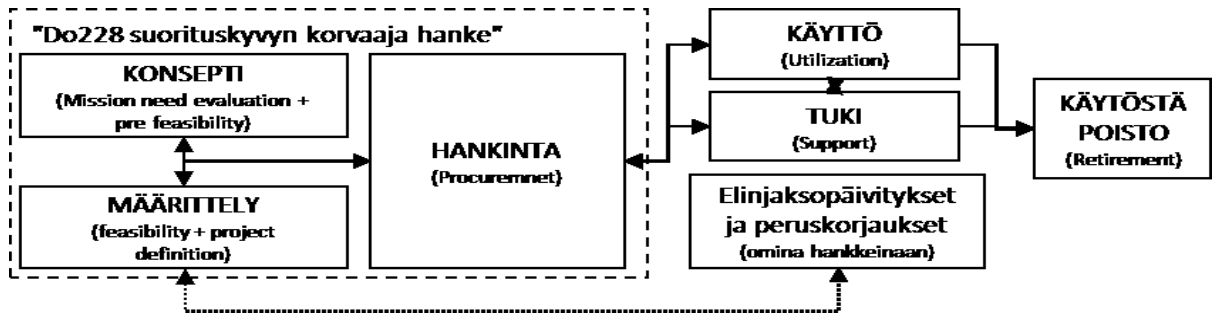 "Do228 suorituskyvyn korvaaja hanke"
KONSEPTI
(Mission need evaluation +
pre feasibility)
MÄÄRITTELY
(feasibility + project
definition)
HANKINTA
(Procuremnet)
KÄYTTÖ
(Utilization)
TUKI
(Support)
Elinjaksopäivitykset
ja peruskorjaukset
(omina hankkeinaan)
KÄYTÖSTÄ
POISTO
(Retirement)